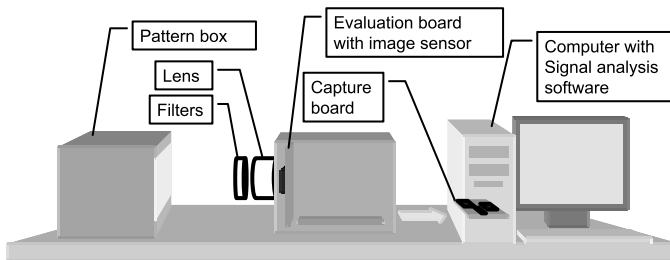 Pattern box
Lens
Filters
Evaluation board
with image sensor
Capture
board
Computer with
Signal analysis
software